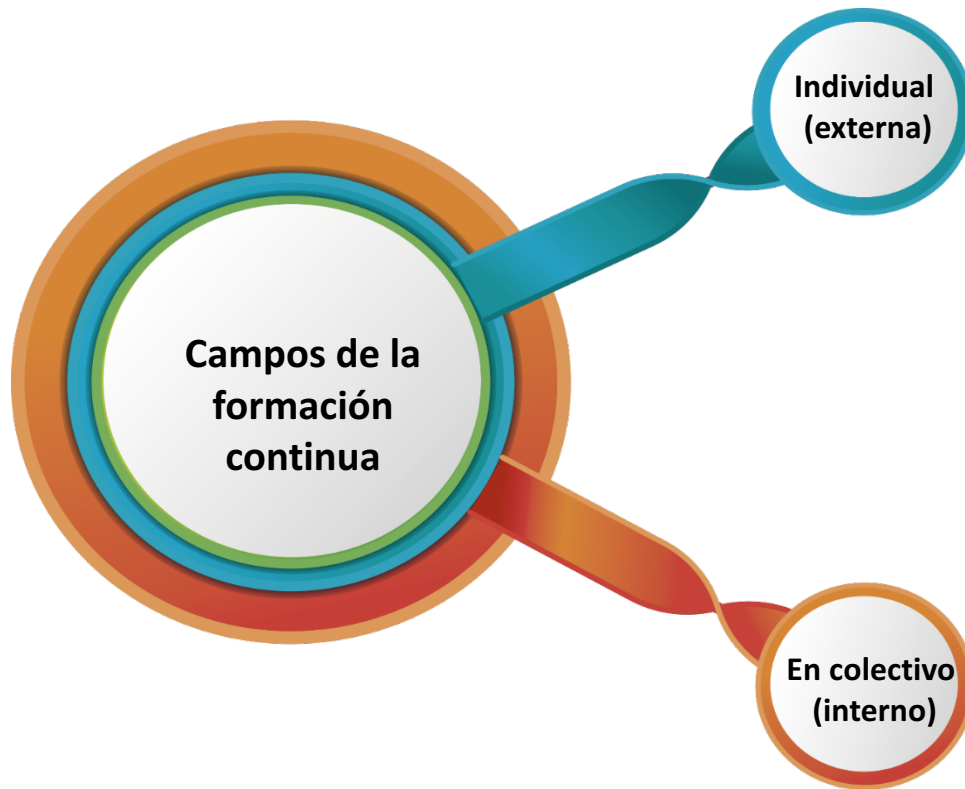 Individual
(externa)
Campos de la
formación
continua
En colectivo
(interno)